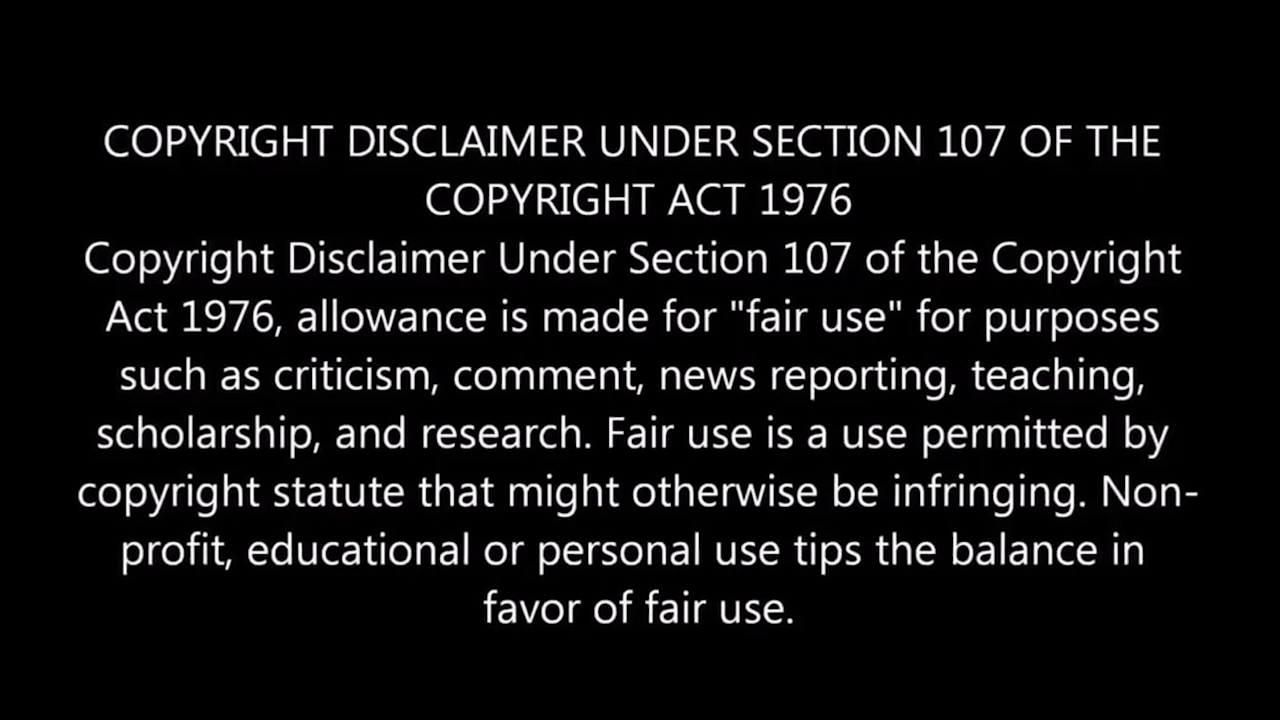 COPYRIGHT DISCLAIMER UNDER SECTION 107 OF THE
COPYRIGHT ACT 1976
Copyright Disclaimer Under Section 107 of the Copyright
Act 1976, allowance is made for "fair use" for purposes
such as criticism, comment, news reporting, teaching,
scholarship, and research. Fair use is a use permitted by
copyright statute that might otherwise be infringing. Non-
profit, educational or personal use tips the balance in
favor of fair use.